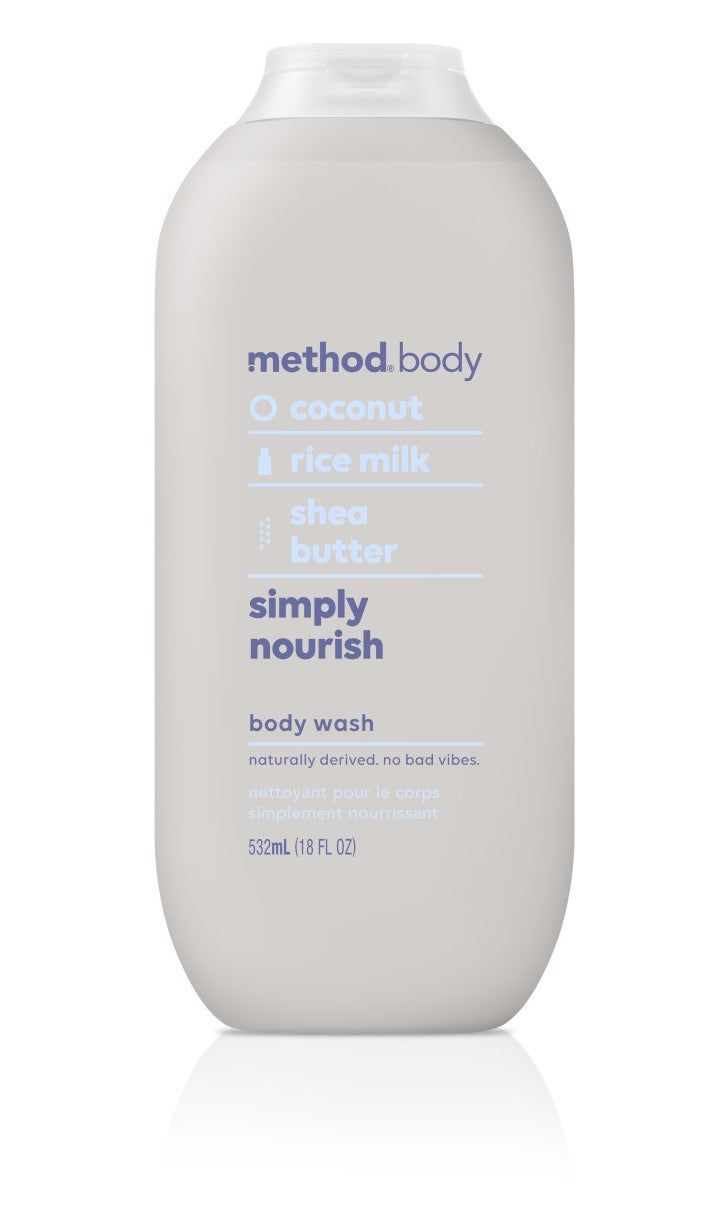 method® body
coconut
rice milk
shea
butter
simply
nourish
body wash
naturally derived. no bad vibes.
nettoyant pour le corps
simplement nourrissant
532mL (18 FL OZ)